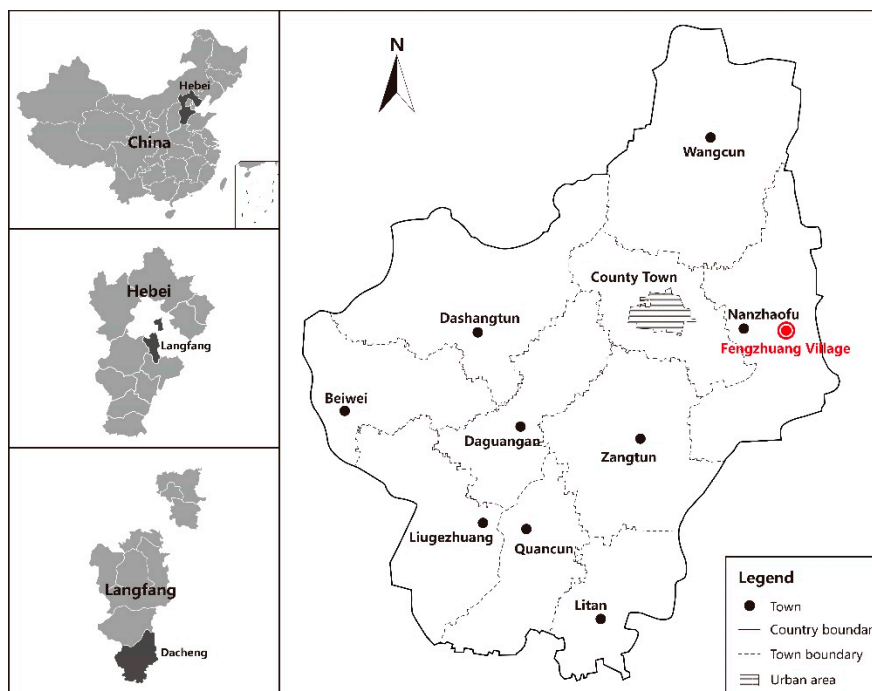 Hebei
China
Hebei
Langfang
Langfang
Dacheng
N
Wangcun
County Town
Nanzhaofu
Fengzhuang Village
Dashangtun
Beiwei
Daguangan
Zangtun
Liugezhuang
Quancun
Litan
Legend
Town
Country boundar
Town boundary
Urban area